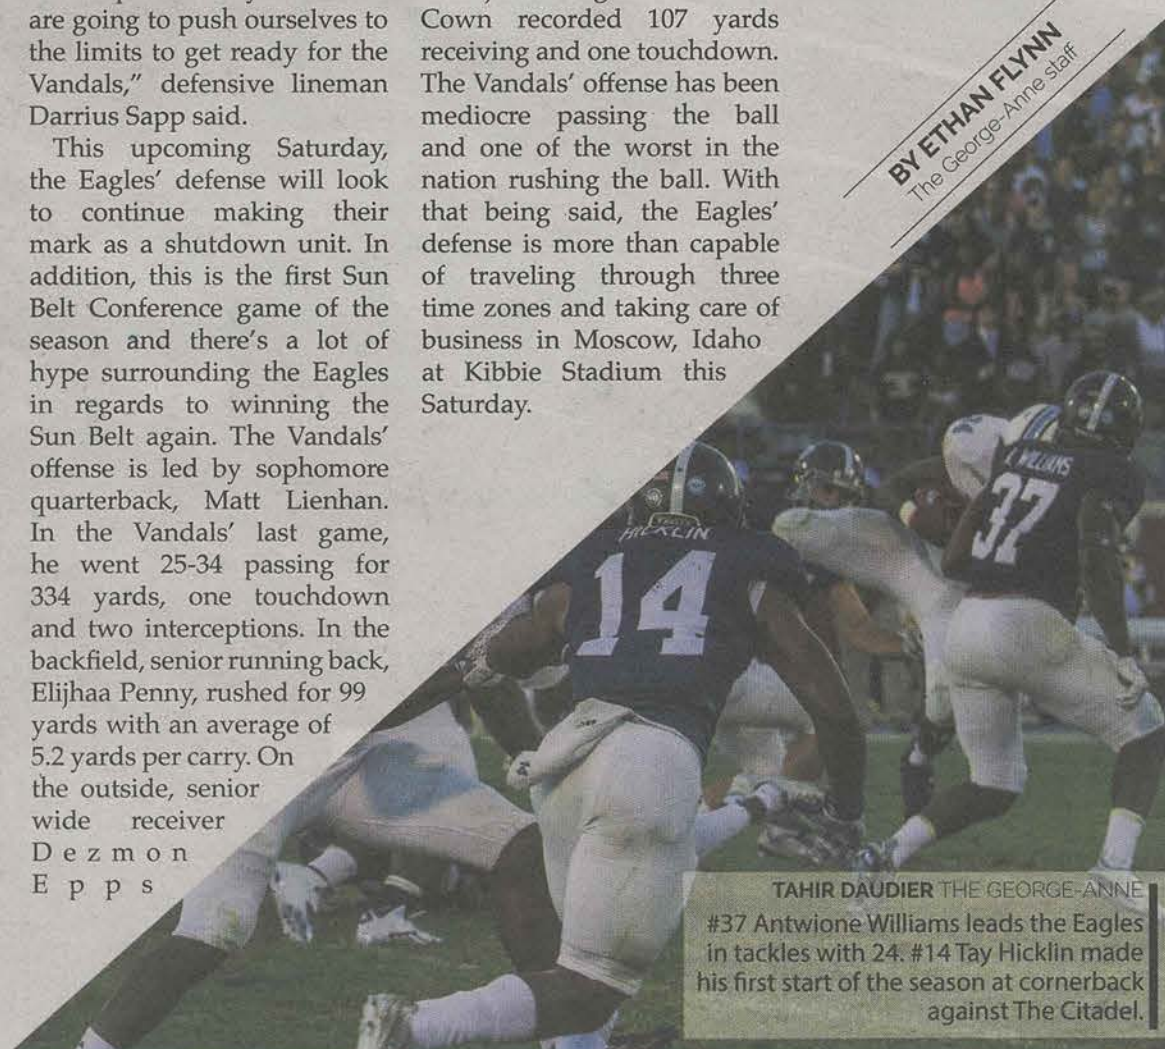 are going to push ourselves to
the limits to get ready for the
Vandals,” defensive lineman
Darrius Sapp said.
This upcoming Saturday,
the Eagles’ defense will look
to continue making their
mark as a shutdown unit. In
addition, this is the first Sun
Belt Conference game of the
season and there’s a lot of
hype surrounding the Eagles
in regards to winning the
Sun Belt again. The Vandals’
offense is led by sophomore
quarterback, Matt Lienhan.
In the Vandals’ last game,
he went 25-34 passing for
334 yards, one touchdown
and two interceptions. In the
backfield, senior running back,
Elijhaa Penny, rushed for 99
yards with an average of
5.2 yards per carry. On
the outside, senior
wide receiver
Dezmon
Epps
Cown recorded 107 yards
receiving and one touchdown.
The Vandals’ offense has been
mediocre passing the ball
and one of the worst in the
nation rushing the ball. With
that being said, the Eagles’
defense is more than capable
of traveling through three
time zones and taking care of
business in Moscow, Idaho
at Kibbie Stadium this
Saturday.
BY ETHAN FLYNN
The George-Anne staff
WILLIAMS
37
HICKLIN
14
TAHIR DAUDIER THE GEORGE-ANNE
#37 Antwione Williams leads the Eagles
in tackles with 24. #14 Tay Hicklin made
his first start of the season at cornerback
against The Citadel.